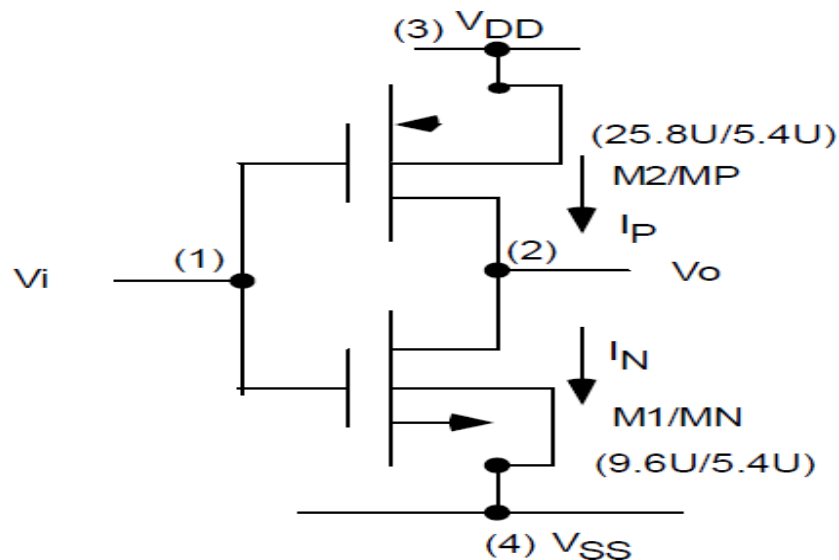 (3) VDD
(25.8U/5.4U)
M2/MP
IP
(1)
(2)
Vi
Vo
IN
M1/MN
(9.6U/5.4U)
(4) VSS